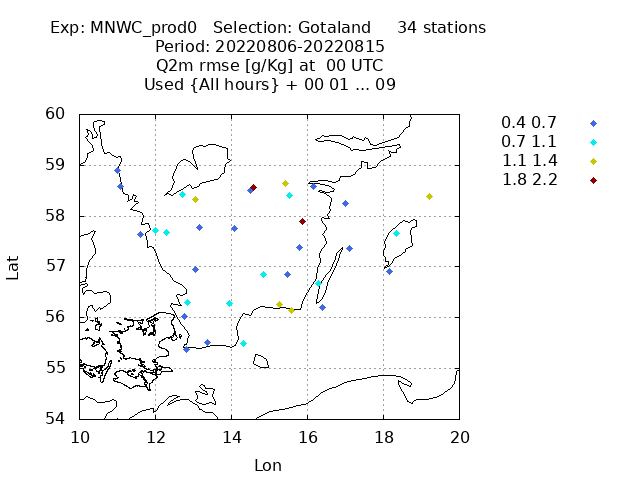 Exp: MNWC_prod0   Selection: Gotaland     34 stations
Period: 20220806-20220815
Q2m rmse [g/Kg] at  00 UTC
Used {All hours} + 00 01 ... 09
0.4 0.7
0.7 1.1
1.1 1.4
1.8 2.2
60
59
58
57
56
55
54
Lat
10 12 14 16 18 20
Lon